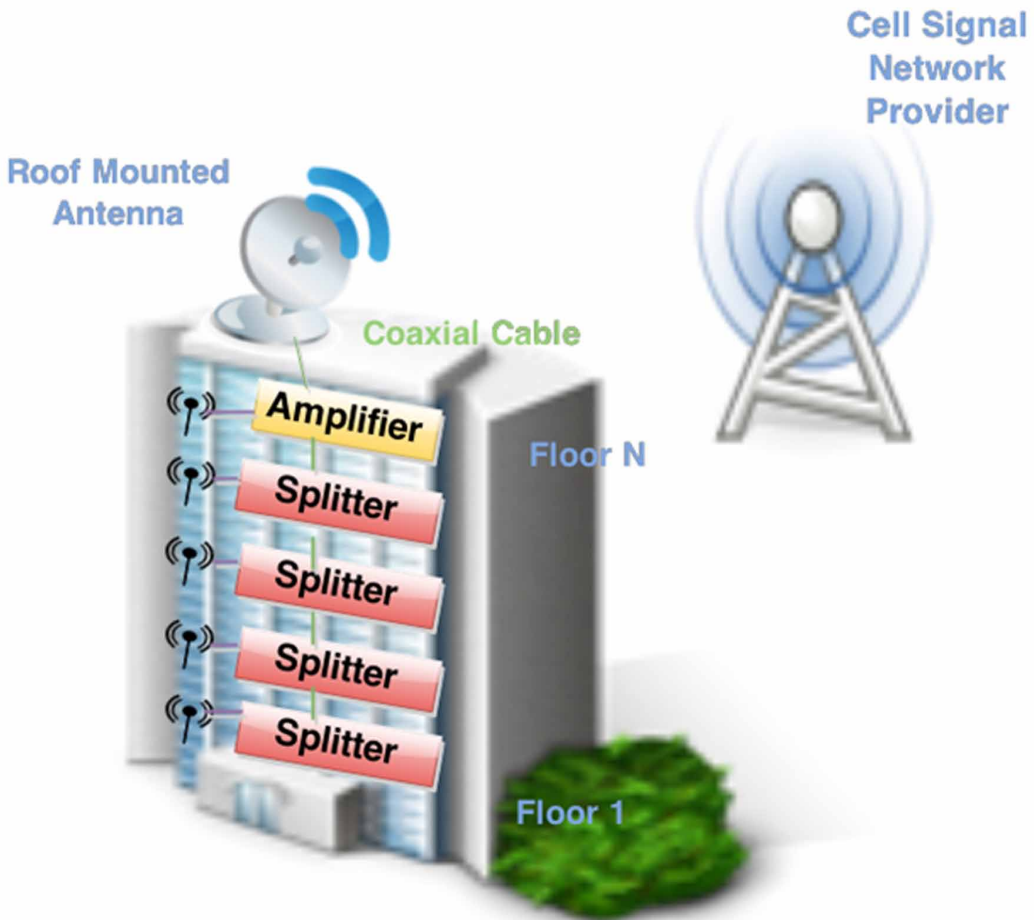 Cell Signal
Network
Provider
Roof Mounted
Antenna
Coaxial Cable
Amplifier
Floor N
Splitter
Splitter
Splitter
Splitter
Floor 1